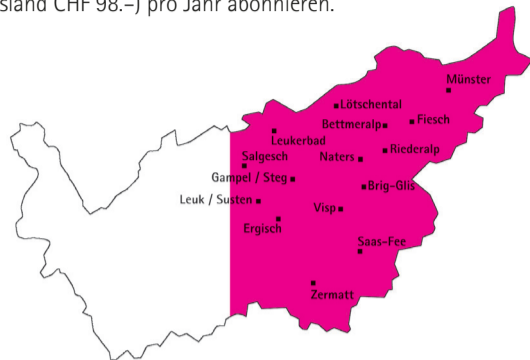 sland CHF 98.–) pro Jahr abonnieren.
Münster
Lötschental
Fiesch
Bettmeralp
Leukerbad
Riederalp
Salgesch
Naters
Gampel / Steg
Brig-Glis
Leuk / Susten
Visp
Ergisch
Saas-Fee
Zermatt